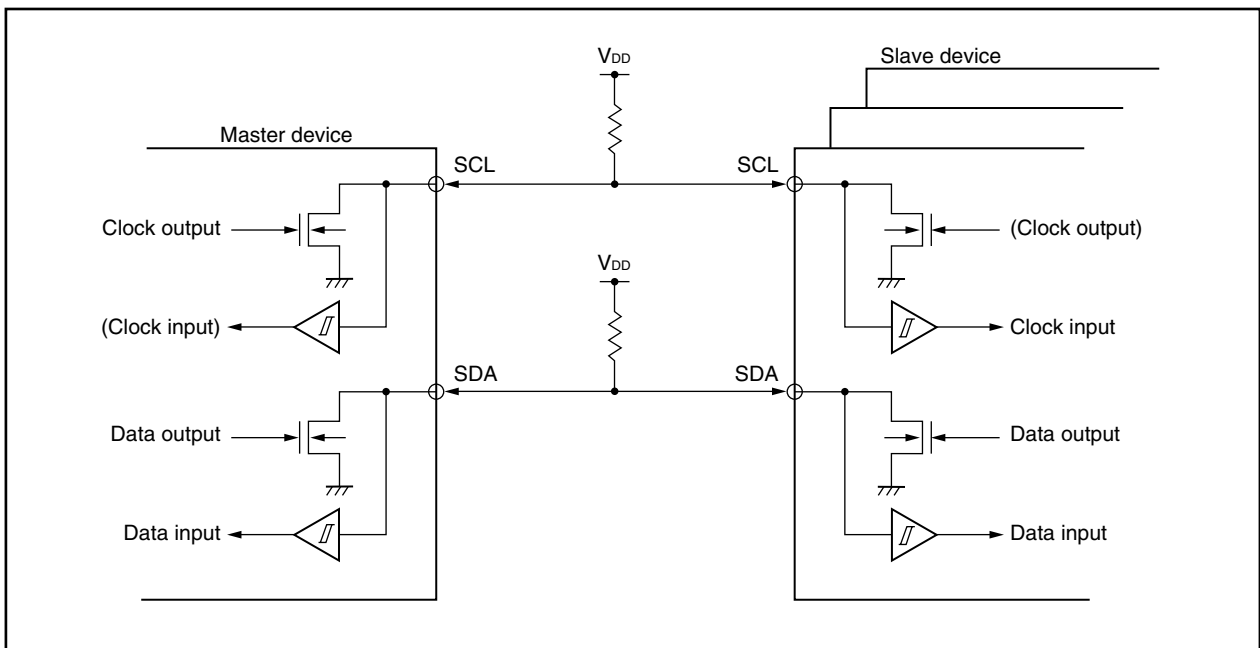 VDD
Slave device
Master device
SCL
SCL
Clock output
(Clock output)
VDD
(Clock input)
Clock input
SDA
SDA
Data output
Data output
Data input
Data input